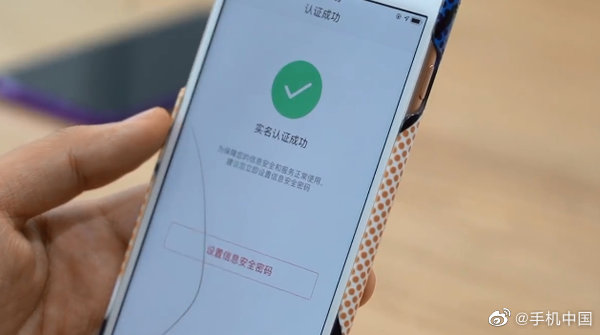 认证成功
实名认证成功
为保障您的信息安全和服务正常使用,
建议您立即设置信息安全密码
设置信息安全密码
@手机中国